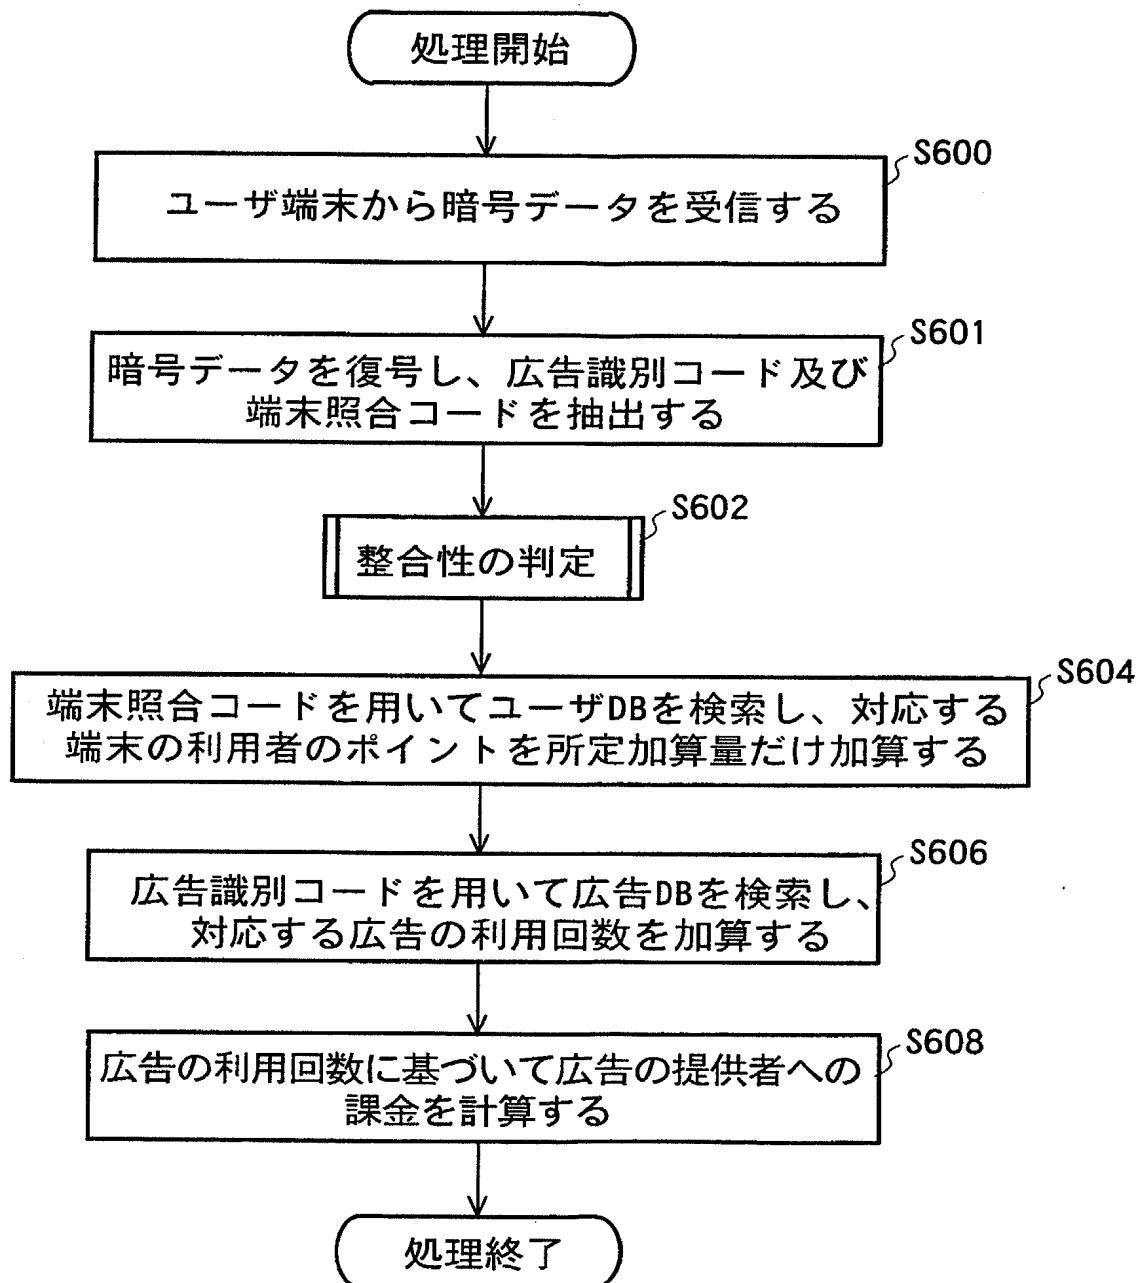 処理開始
S600
ユーザ端末から暗号データを受信する
S601
暗号データを復号し、広告識別コード及び
端末照合コードを抽出する
S602
整合性の判定
S604
端末照合コードを用いてユーザDBを検索し、対応する
端末の利用者のポイントを所定加算量だけ加算する
S606
広告識別コードを用いて広告DBを検索し、
対応する広告の利用回数を加算する
S608
広告の利用回数に基づいて広告の提供者への
課金を計算する
処理終了